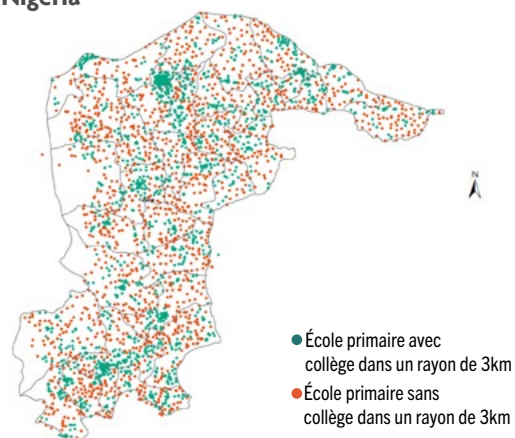 Nigeria
N
École primaire avec
collège dans un rayon de 3km
École primaire sans
collège dans un rayon de 3km